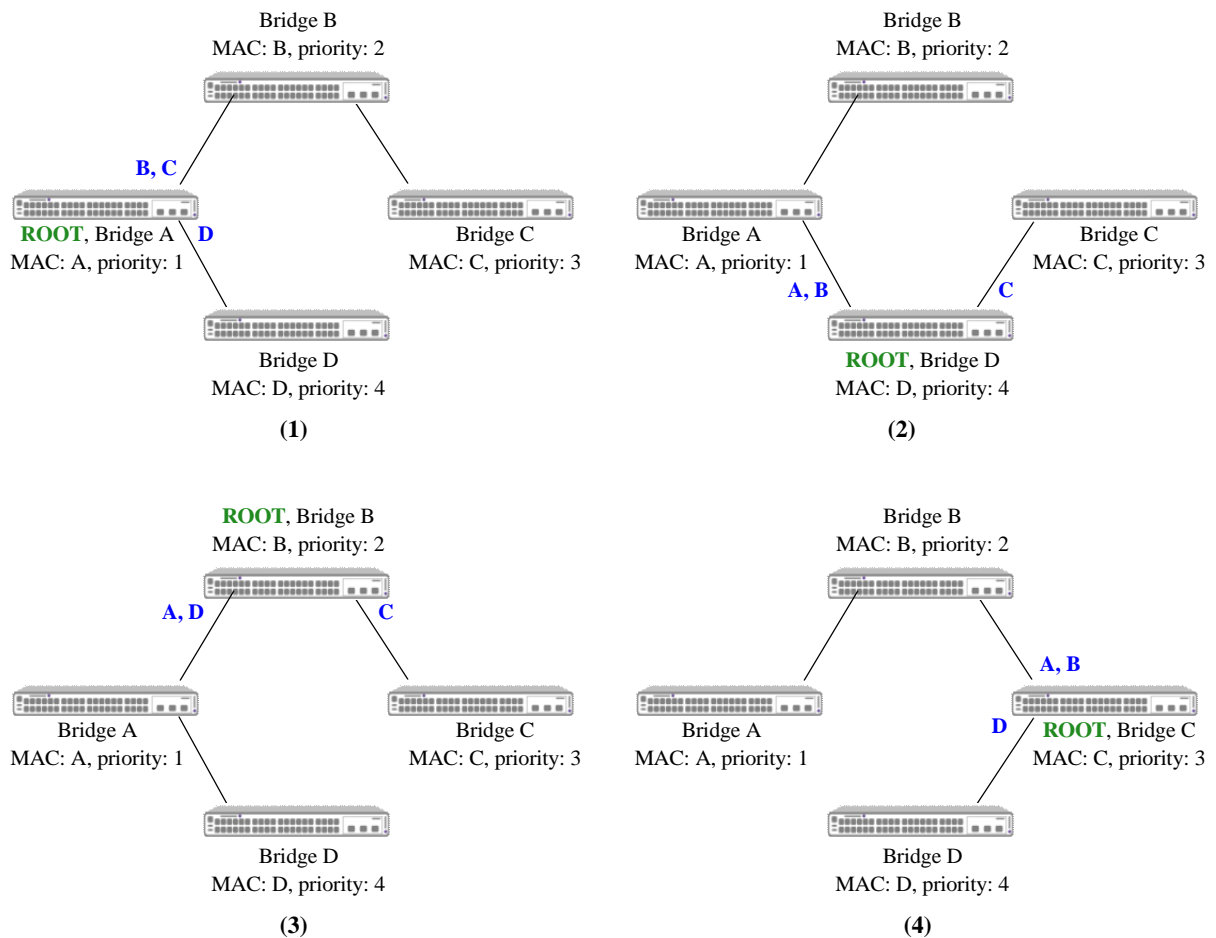 Bridge B
MAC: B, priority: 2
B, C
ROOT, Bridge A
MAC: A, priority: 1
D
Bridge C
MAC: C, priority: 3
Bridge D
MAC: D, priority: 4
(1)
Bridge B
MAC: B, priority: 2
Bridge A
MAC: A, priority: 1
Bridge C
MAC: C, priority: 3
A, B
C
ROOT, Bridge D
MAC: D, priority: 4
(2)
ROOT, Bridge B
MAC: B, priority: 2
A, D
C
Bridge A
MAC: A, priority: 1
Bridge C
MAC: C, priority: 3
Bridge D
MAC: D, priority: 4
(3)
Bridge B
MAC: B, priority: 2
A, B
Bridge A
MAC: A, priority: 1
D
ROOT, Bridge C
MAC: C, priority: 3
Bridge D
MAC: D, priority: 4
(4)